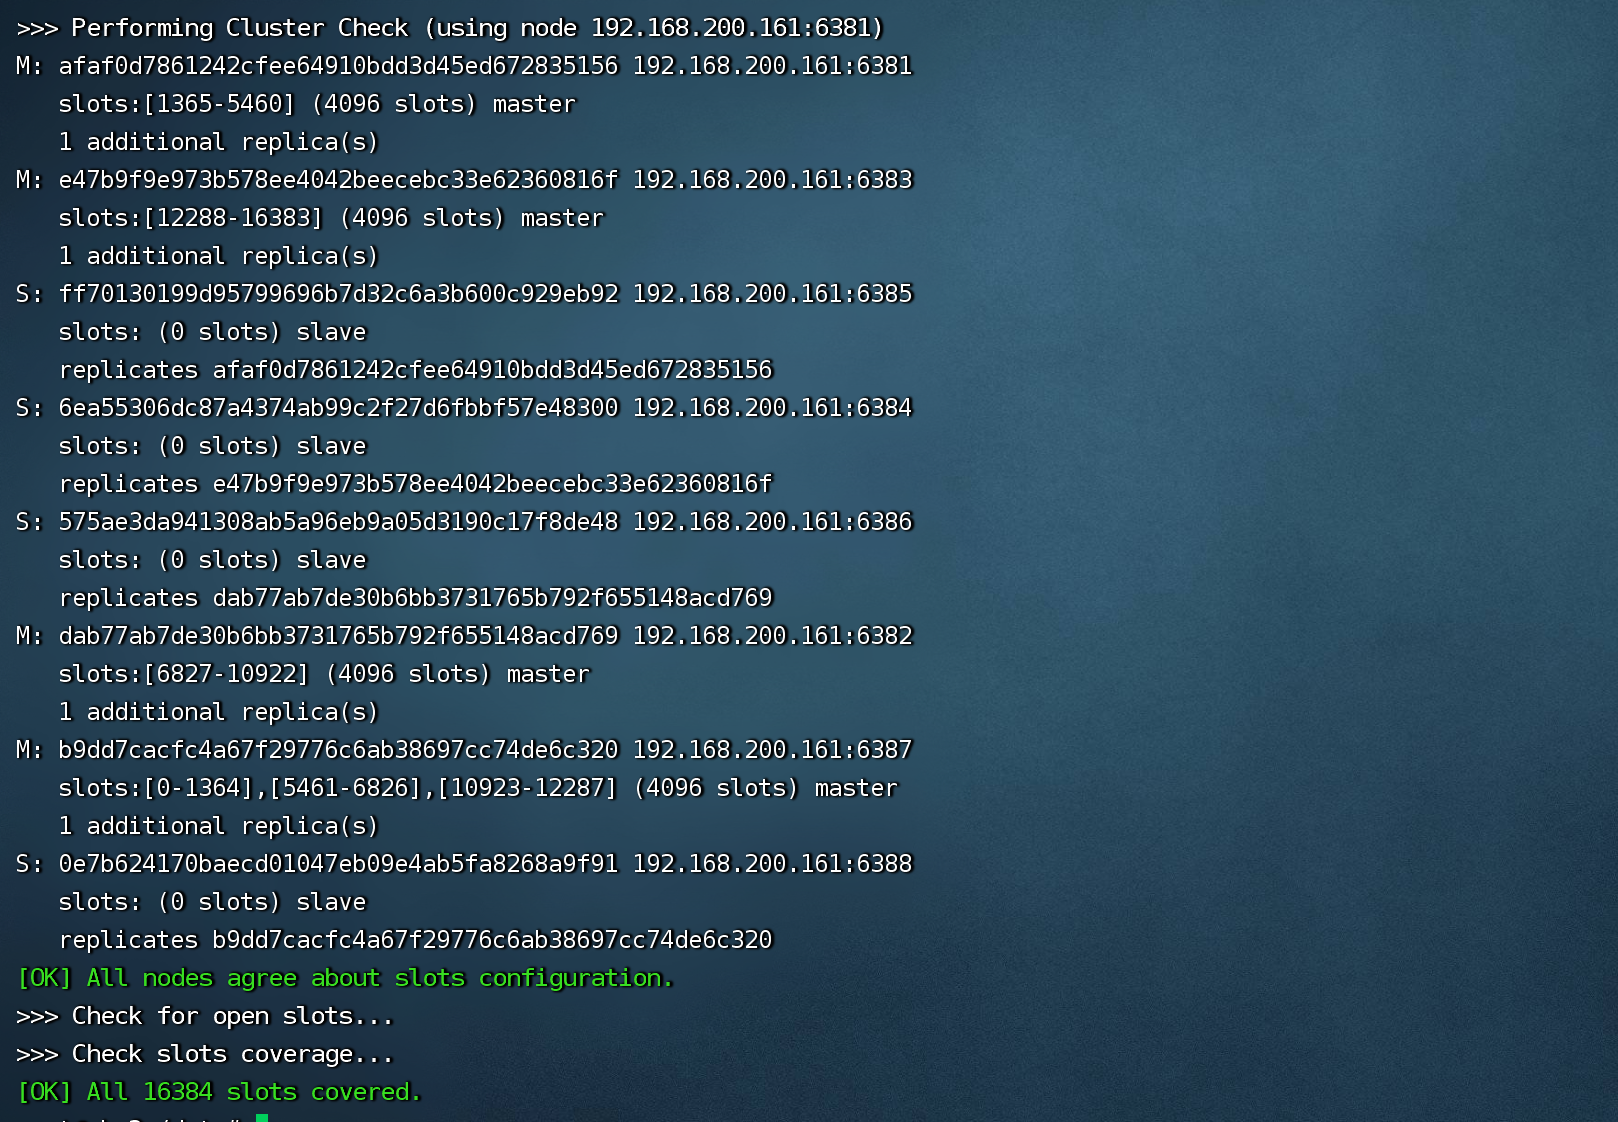 >>> Performing Cluster Check (using node 192.168.200.161:6381)
M: afaf0d7861242cfee64910bdd3d45ed672835156 192.168.200.161:6381
slots:[1365-5460] (4096 slots) master
1 additional replica(s)
M: e47b9f9e973b578ee4042beecebc33e62360816f 192.168.200.161:6383
slots:[12288-16383] (4096 slots) master
1 additional replica(s)
S: ff70130199d95799696b7d32c6a3b600c929eb92 192.168.200.161:6385
slots: (0 slots) slave
replicates afaf0d7861242cfee64910bdd3d45ed672835156
S: 6ea55306dc87a4374ab99c2f27d6fbbf57e48300 192.168.200.161:6384
slots: (0 slots) slave
replicates e47b9f9e973b578ee4042beecebc33e62360816f
S: 575ae3da941308ab5a96eb9a05d3190c17f8de48 192.168.200.161:6386
slots: (0 slots) slave
replicates dab77ab7de30b6bb3731765b792f655148acd769
M: dab77ab7de30b6bb3731765b792f655148acd769 192.168.200.161:6382
slots:[6827-10922] (4096 slots) master
1 additional replica(s)
M: b9dd7cacfc4a67f29776c6ab38697cc74de6c320 192.168.200.161:6387
slots:[0-1364],[5461-6826],[10923-12287] (4096 slots) master
1 additional replica(s)
S: 0e7b624170baecd01047eb09e4ab5fa8268a9f91 192.168.200.161:6388
slots: (0 slots) slave
replicates b9dd7cacfc4a67f29776c6ab38697cc74de6c320
[OK] All nodes agree about slots configuration.
>>> Check for open slots...
>>> Check slots coverage...
[OK] All 16384 slots covered.